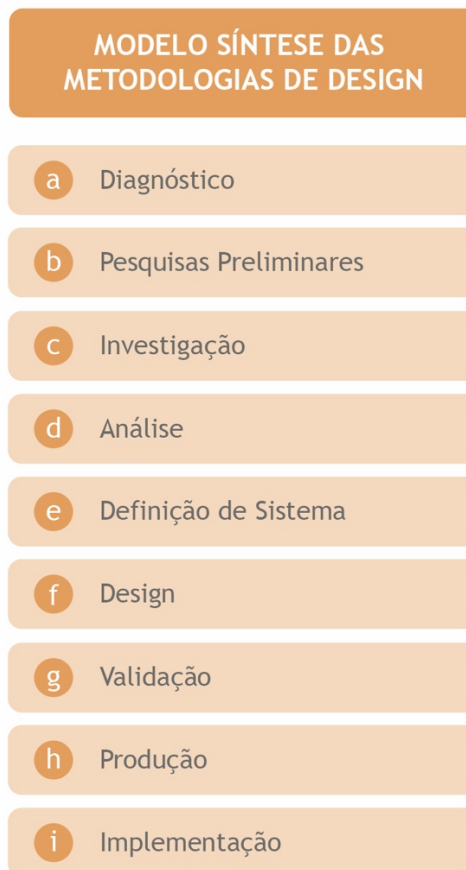 MODELO SÍNTESE DAS
METODOLOGIAS DE DESIGN
a Diagnóstico
b Pesquisas Preliminares
c Investigação
d Análise
e Definição de Sistema
f Design
g Validação
h Produção
i Implementação